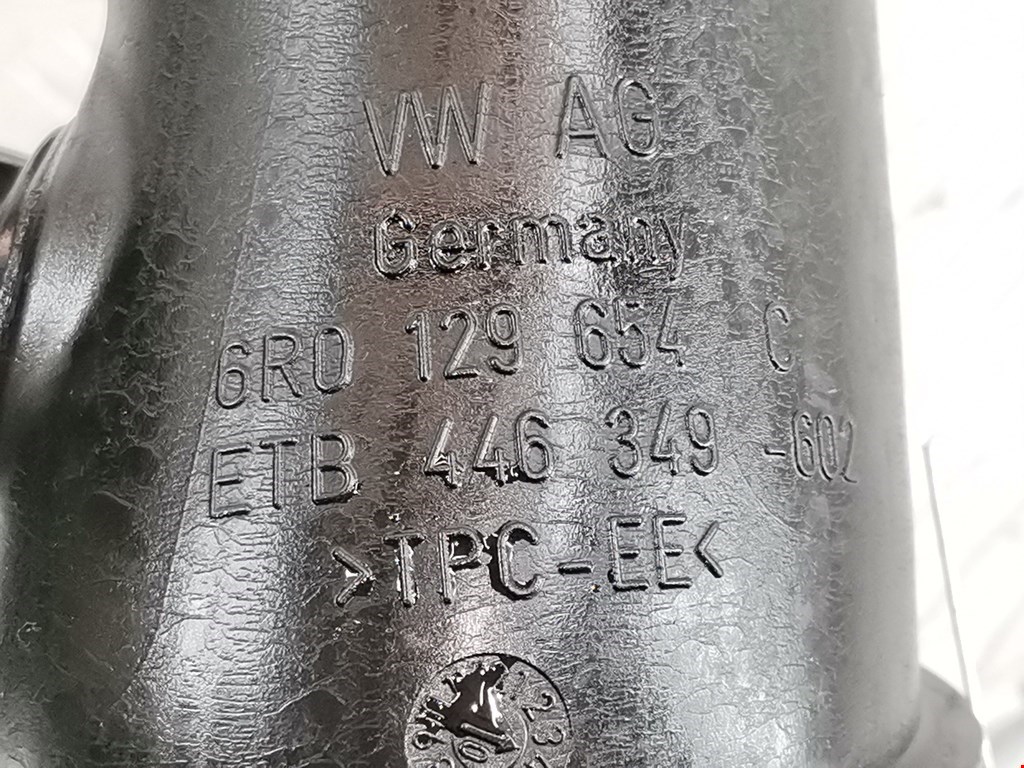 VW AG
Germany
6R0 129 654 C
ETB 446 349 -602
>TPC-EE<